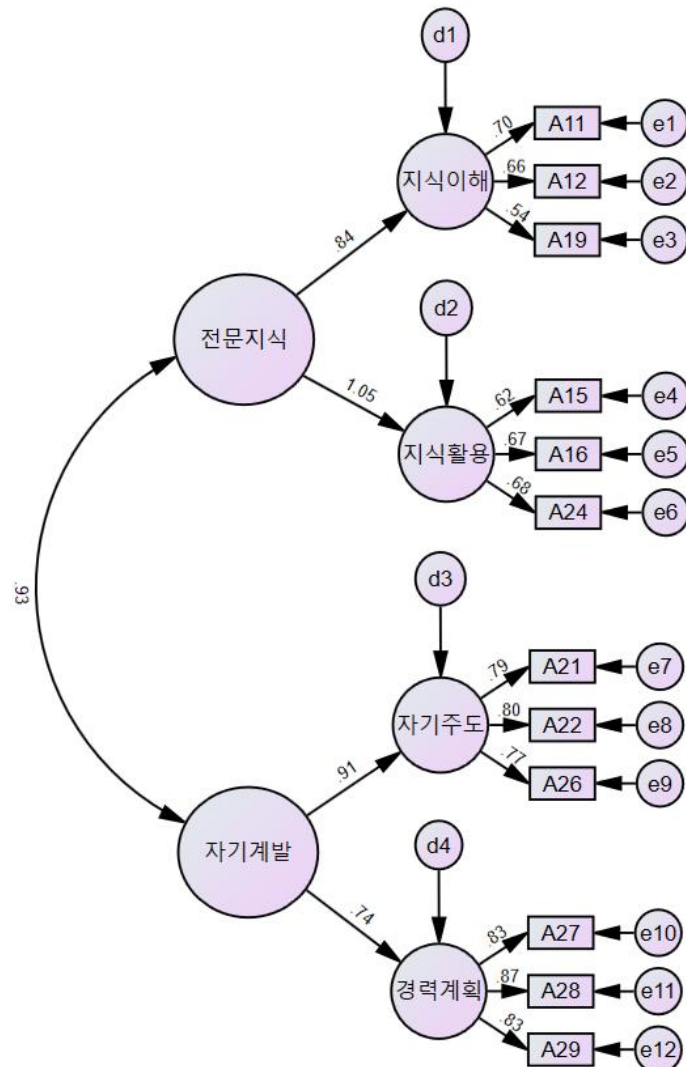 d1
.70
A11
e1
지식이해
.66
A12
e2
.54
A19
e3
.84
전문지식
d2
1.05
.62
A15
e4
지식활용
.67
A16
e5
.68
A24
e6
.93
d3
.79
A21
e7
자기주도
.80
A22
e8
.77
A26
e9
.91
자기계발
d4
.74
.83
A27
e10
경력계획
.87
A28
e11
.83
A29
e12